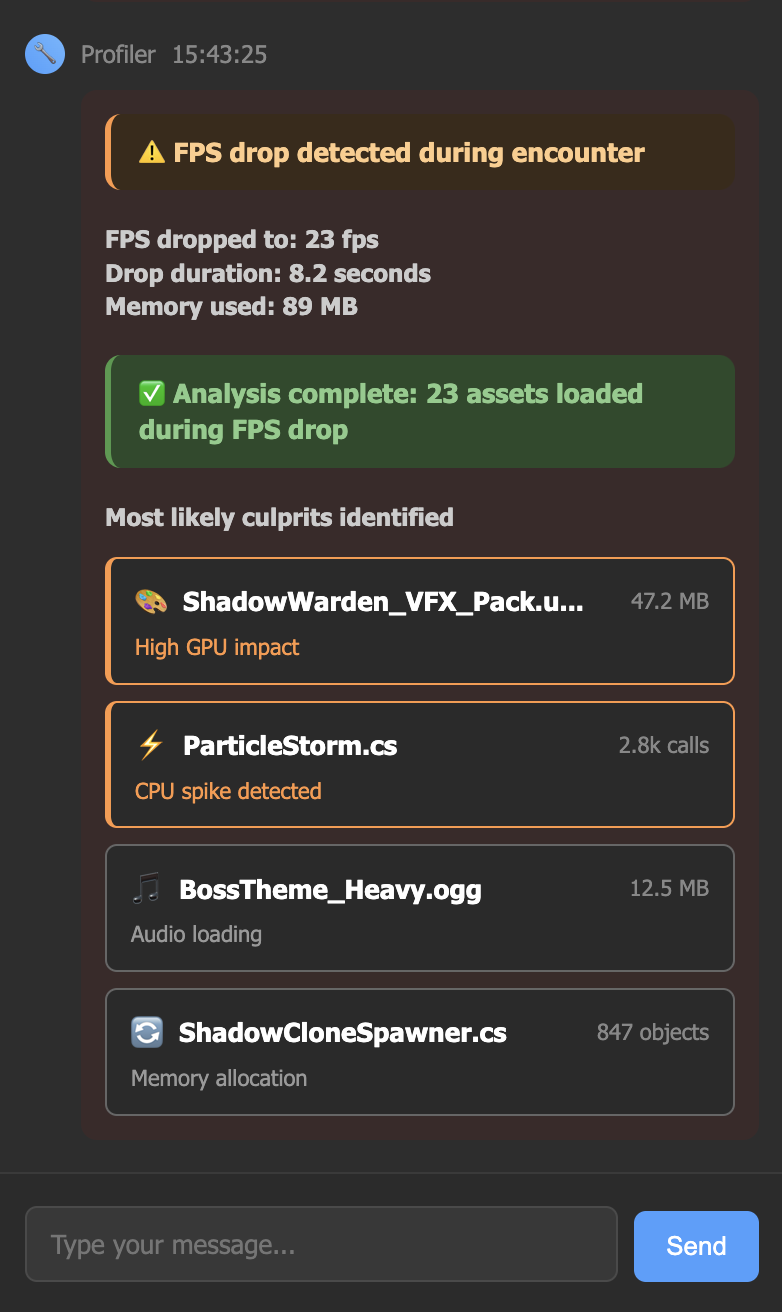 Profiler 15:43:25
⚠️ FPS drop detected during encounter
FPS dropped to: 23 fps
Drop duration: 8.2 seconds
Memory used: 89 MB
✅ Analysis complete: 23 assets loaded
during FPS drop
Most likely culprits identified
ShadowWarden_VFX_Pack.u... 47.2 MB
High GPU impact
ParticleStorm.cs 2.8k calls
CPU spike detected
BossTheme_Heavy.ogg 12.5 MB
Audio loading
ShadowCloneSpawner.cs 847 objects
Memory allocation
Type your message... Send